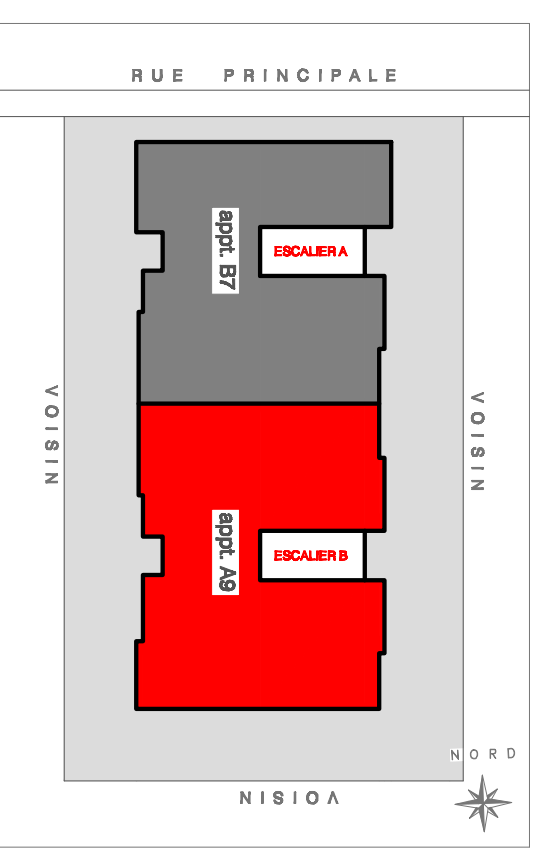 RUE PRINCIPALE
appt. B7
ESCALIER A
VOISIN
VOISIN
appt. A9
ESCALIER B
NORD
VOISIN